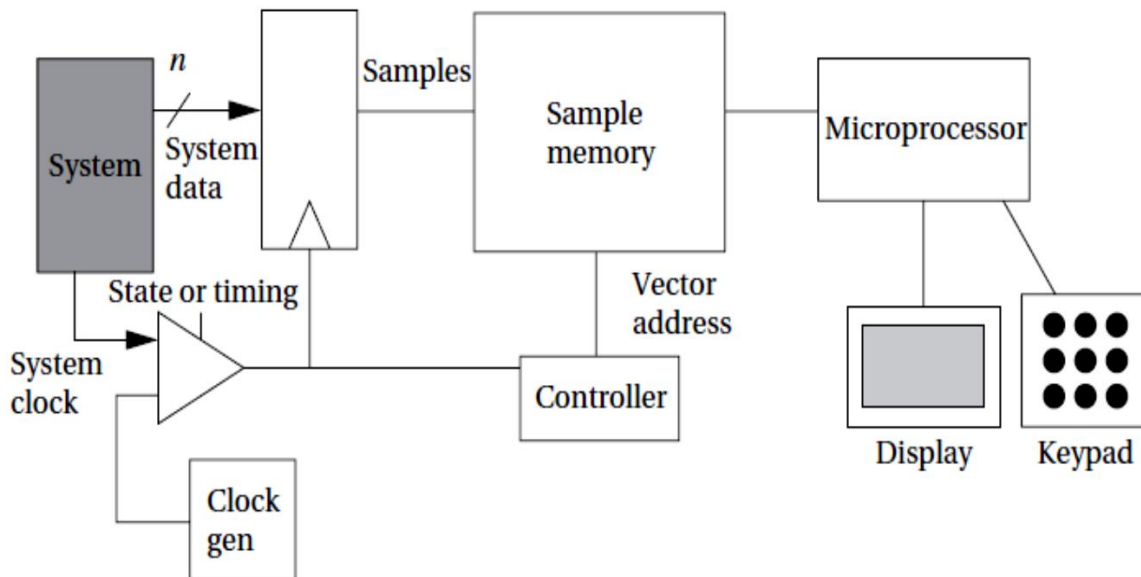 n
System
System
data
Samples
Sample
memory
Microprocessor
State or timing
System
clock
Vector
address
Controller
Clock
gen
Display
Keypad